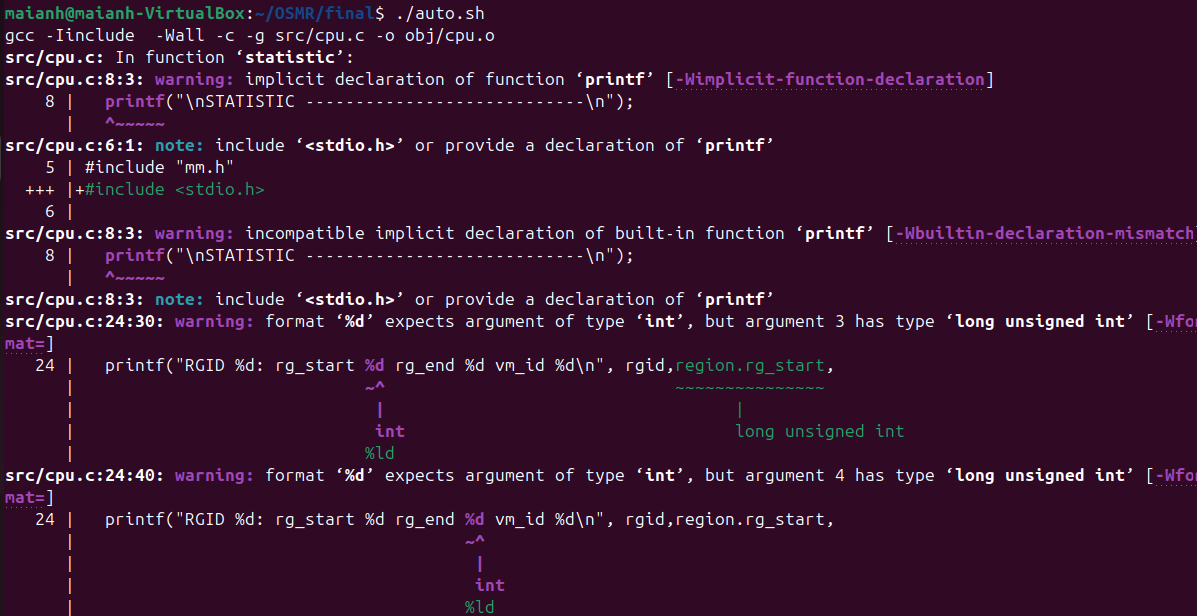 maianh@maianh-VirtualBox:~/OSMR/final$ ./auto.sh
gcc -Iinclude  -Wall -c -g src/cpu.c -o obj/cpu.o
src/cpu.c: In function ‘statistic’:
src/cpu.c:8:3: warning: implicit declaration of function ‘printf’ [-Wimplicit-function-declaration]
    8 |   printf("\nSTATISTIC ----------------------------\n");
      |   ^~~~~~
src/cpu.c:6:1: note: include ‘<stdio.h>’ or provide a declaration of ‘printf’
    5 | #include "mm.h"
  +++ |+#include <stdio.h>
    6 |
src/cpu.c:8:3: warning: incompatible implicit declaration of built-in function ‘printf’ [-Wbuiltin-declaration-mismatch]
    8 |   printf("\nSTATISTIC ----------------------------\n");
      |   ^~~~~~
src/cpu.c:8:3: note: include ‘<stdio.h>’ or provide a declaration of ‘printf’
src/cpu.c:24:30: warning: format ‘%d’ expects argument of type ‘int’, but argument 3 has type ‘long unsigned int’ [-Wfor
mat=]
   24 |   printf("RGID %d: rg_start %d rg_end %d vm_id %d\n", rgid,region.rg_start,
      |                             ~^                             ~~~~~~~~~~~~~~~
      |                              |                                   |
      |                              int                                 long unsigned int
      |                             %ld
src/cpu.c:24:40: warning: format ‘%d’ expects argument of type ‘int’, but argument 4 has type ‘long unsigned int’ [-Wfor
mat=]
   24 |   printf("RGID %d: rg_start %d rg_end %d vm_id %d\n", rgid,region.rg_start,
      |                                       ~^
      |                                        |
      |                                        int
      |                                       %ld